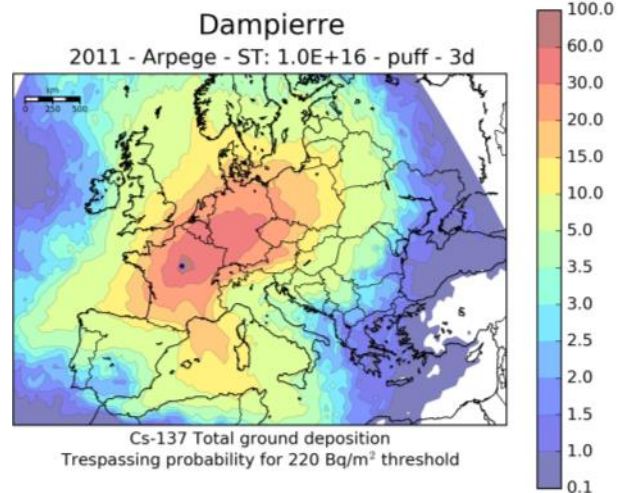 Dampierre
2011 - Arpege - ST: 1.0E+16 - puff - 3d
km
0 250 500
Cs-137 Total ground deposition
Trespassing probability for 220 Bq/m² threshold
100.0
60.0
30.0
20.0
15.0
10.0
5.0
3.5
2.5
2.0
1.5
1.0
0.1